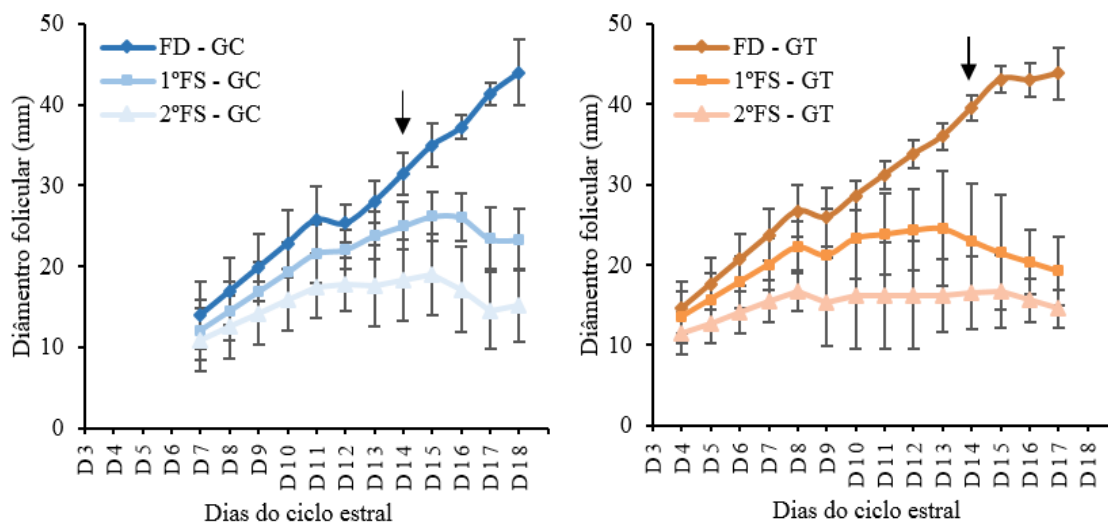 50
40
30
20
10
0
Diâmentro folicular (mm)
FD - GC
1ºFS - GC
2ºFS - GC
D3 D4 D5 D6 D7 D8 D9 D10 D11 D12 D13 D14 D15 D16 D17 D18
Dias do ciclo estral
50
40
30
20
10
0
Diâmentro folicular (mm)
FD - GT
1ºFS - GT
2ºFS - GT
D3 D4 D5 D6 D7 D8 D9 D10 D11 D12 D13 D14 D15 D16 D17 D18
Dias do ciclo estral